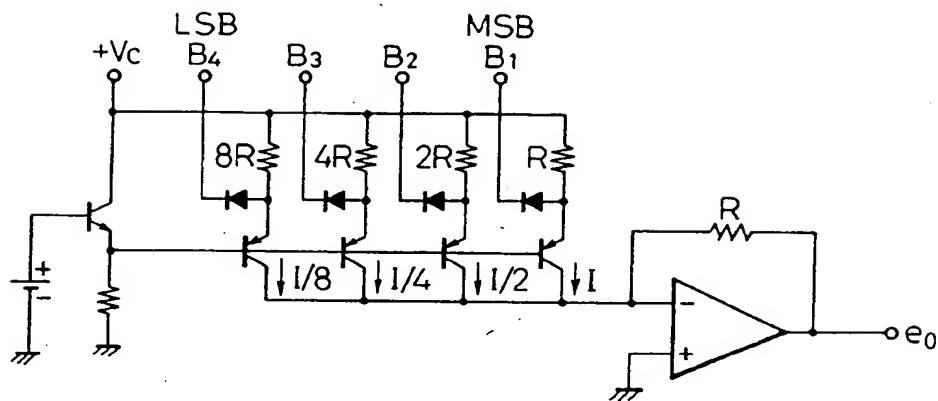 LSB
MSB
+Vc
B4
B3
B2
B1
8R
4R
2R
R
R
+
-
I/8
I/4
I/2
I
-
+
e0